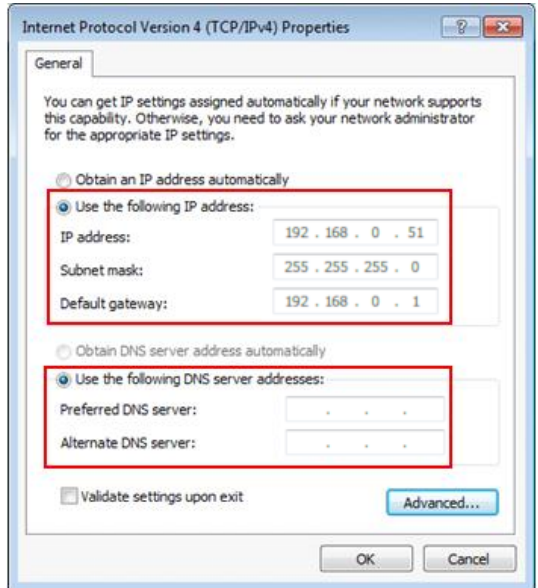 Internet Protocol Version 4 (TCP/IPv4) Properties
General
You can get IP settings assigned automatically if your network supports
this capability. Otherwise, you need to ask your network administrator
for the appropriate IP settings.
Obtain an IP address automatically
Use the following IP address:
IP address: 192 . 168 . 0 . 51
Subnet mask: 255 . 255 . 255 . 0
Default gateway: 192 . 168 . 0 . 1
Obtain DNS server address automatically
Use the following DNS server addresses:
Preferred DNS server: . . .
Alternate DNS server: . . .
Validate settings upon exit
Advanced...
OK Cancel